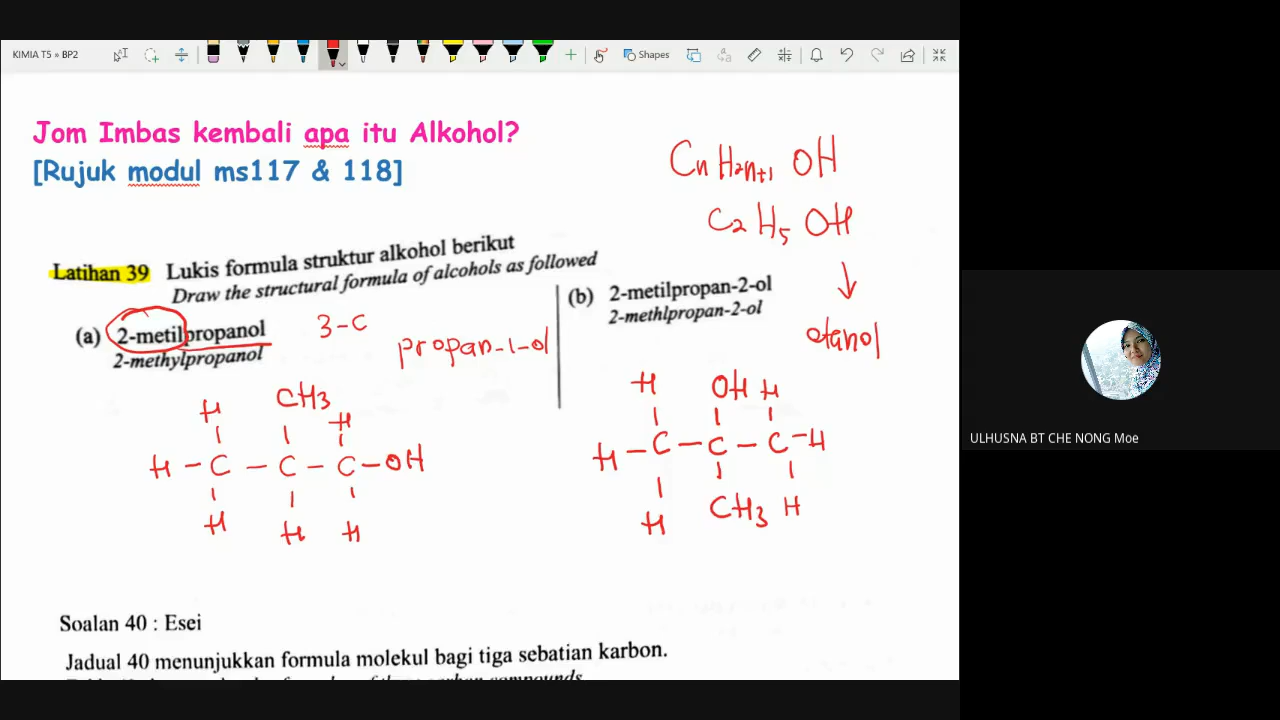 KIMIA T5 » BP2
Shapes
Jom Imbas kembali apa itu Alkohol?
[Rujuk modul ms117 & 118]
CnH2n+1 OH
C2H5OH
↓
etanol
Latihan 39 Lukis formula struktur alkohol berikut
Draw the structural formula of alcohols as followed
(a) 2-metilpropanol
2-methylpropanol
3-C
propan-1-ol
(b) 2-metilpropan-2-ol
2-methlpropan-2-ol
H CH3 H
H - C - C - C - OH
H H H
H OH H
H - C - C - C - H
H CH3 H
ULHUSNA BT CHE NONG Moe
Soalan 40 : Esei
Jadual 40 menunjukkan formula molekul bagi tiga sebatian karbon.